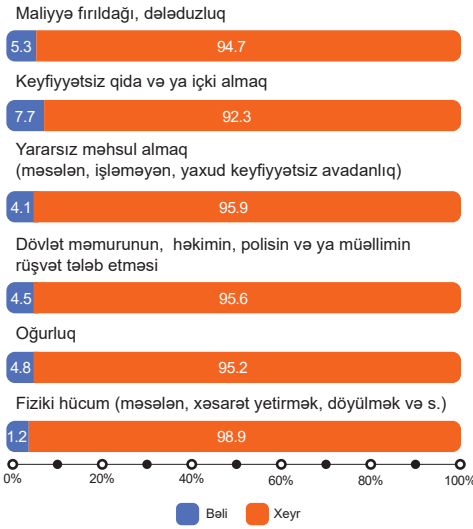 Maliyyə fırıldağı, dələduzluq
5.3 94.7
Keyfiyyətsiz qida və ya içki almaq
7.7 92.3
Yararsız məhsul almaq
(məsələn, işləməyən, yaxud keyfiyyətsiz avadanlıq)
4.1 95.9
Dövlət məmurunun, həkimin, polisin və ya müəllimin
rüşvət tələb etməsi
4.5 95.6
Oğurluq
4.8 95.2
Fiziki hücum (məsələn, xəsarət yetirmək, döyülmək və s.)
1.2 98.9
0% 20% 40% 60% 80% 100%
Bəli Xeyr